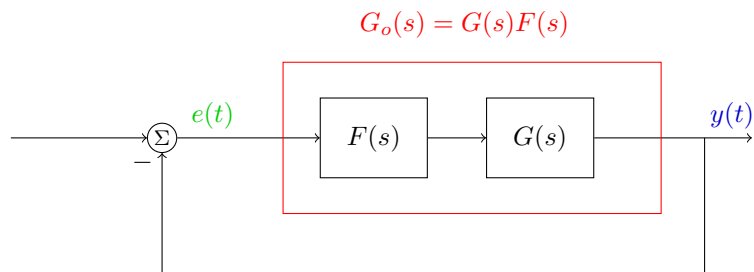 G_o(s) = G(s)F(s)
e(t)
y(t)
Σ
F(s)
G(s)
−